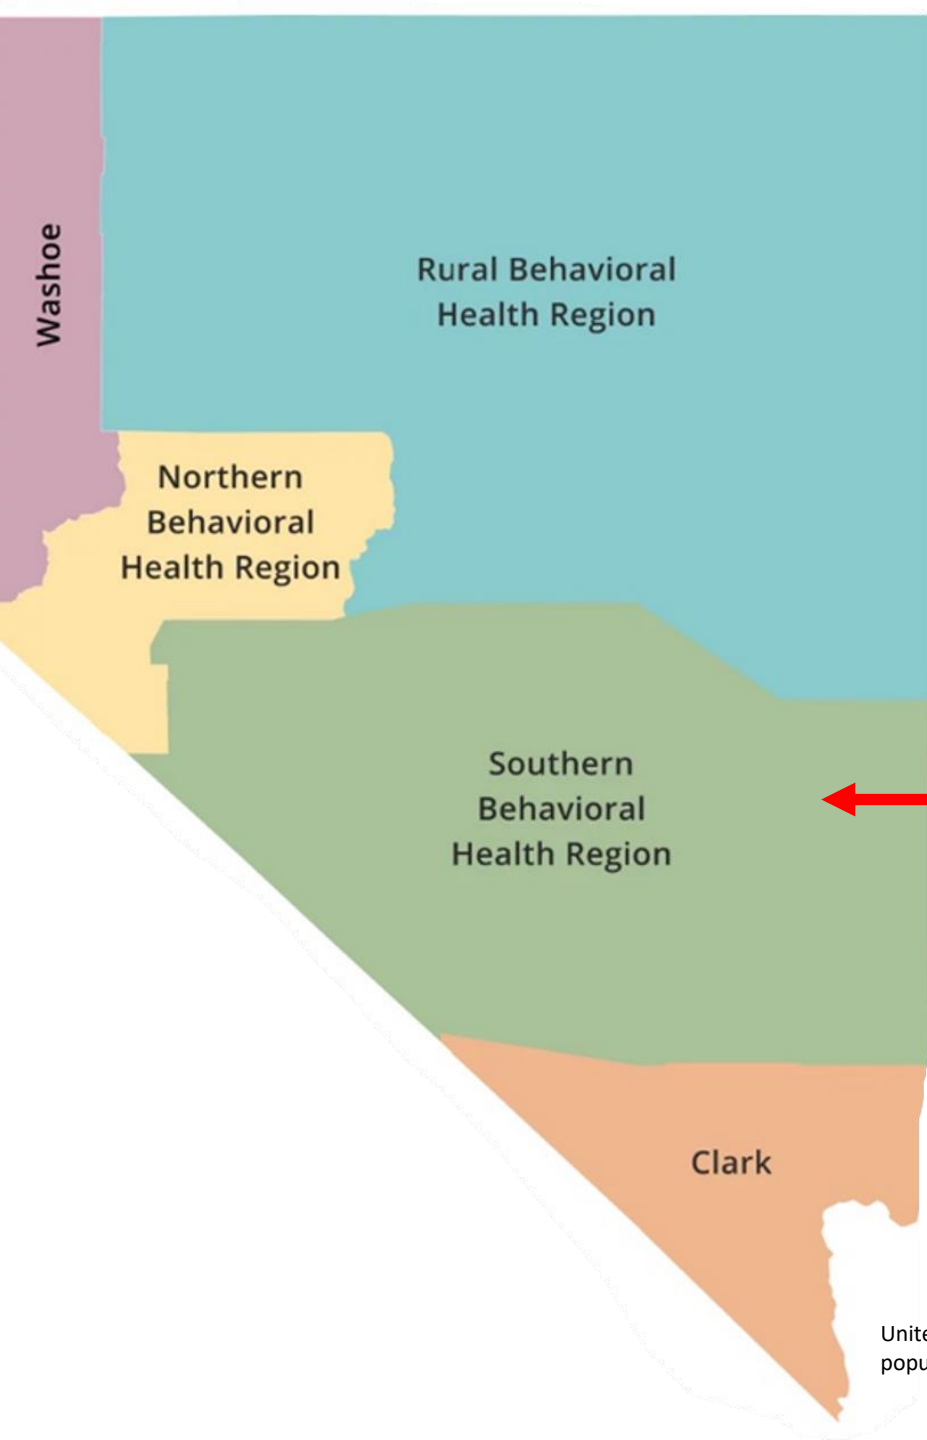 Washoe
Rural Behavioral
Health Region
Northern
Behavioral
Health Region
Southern
Behavioral
Health Region
Clark